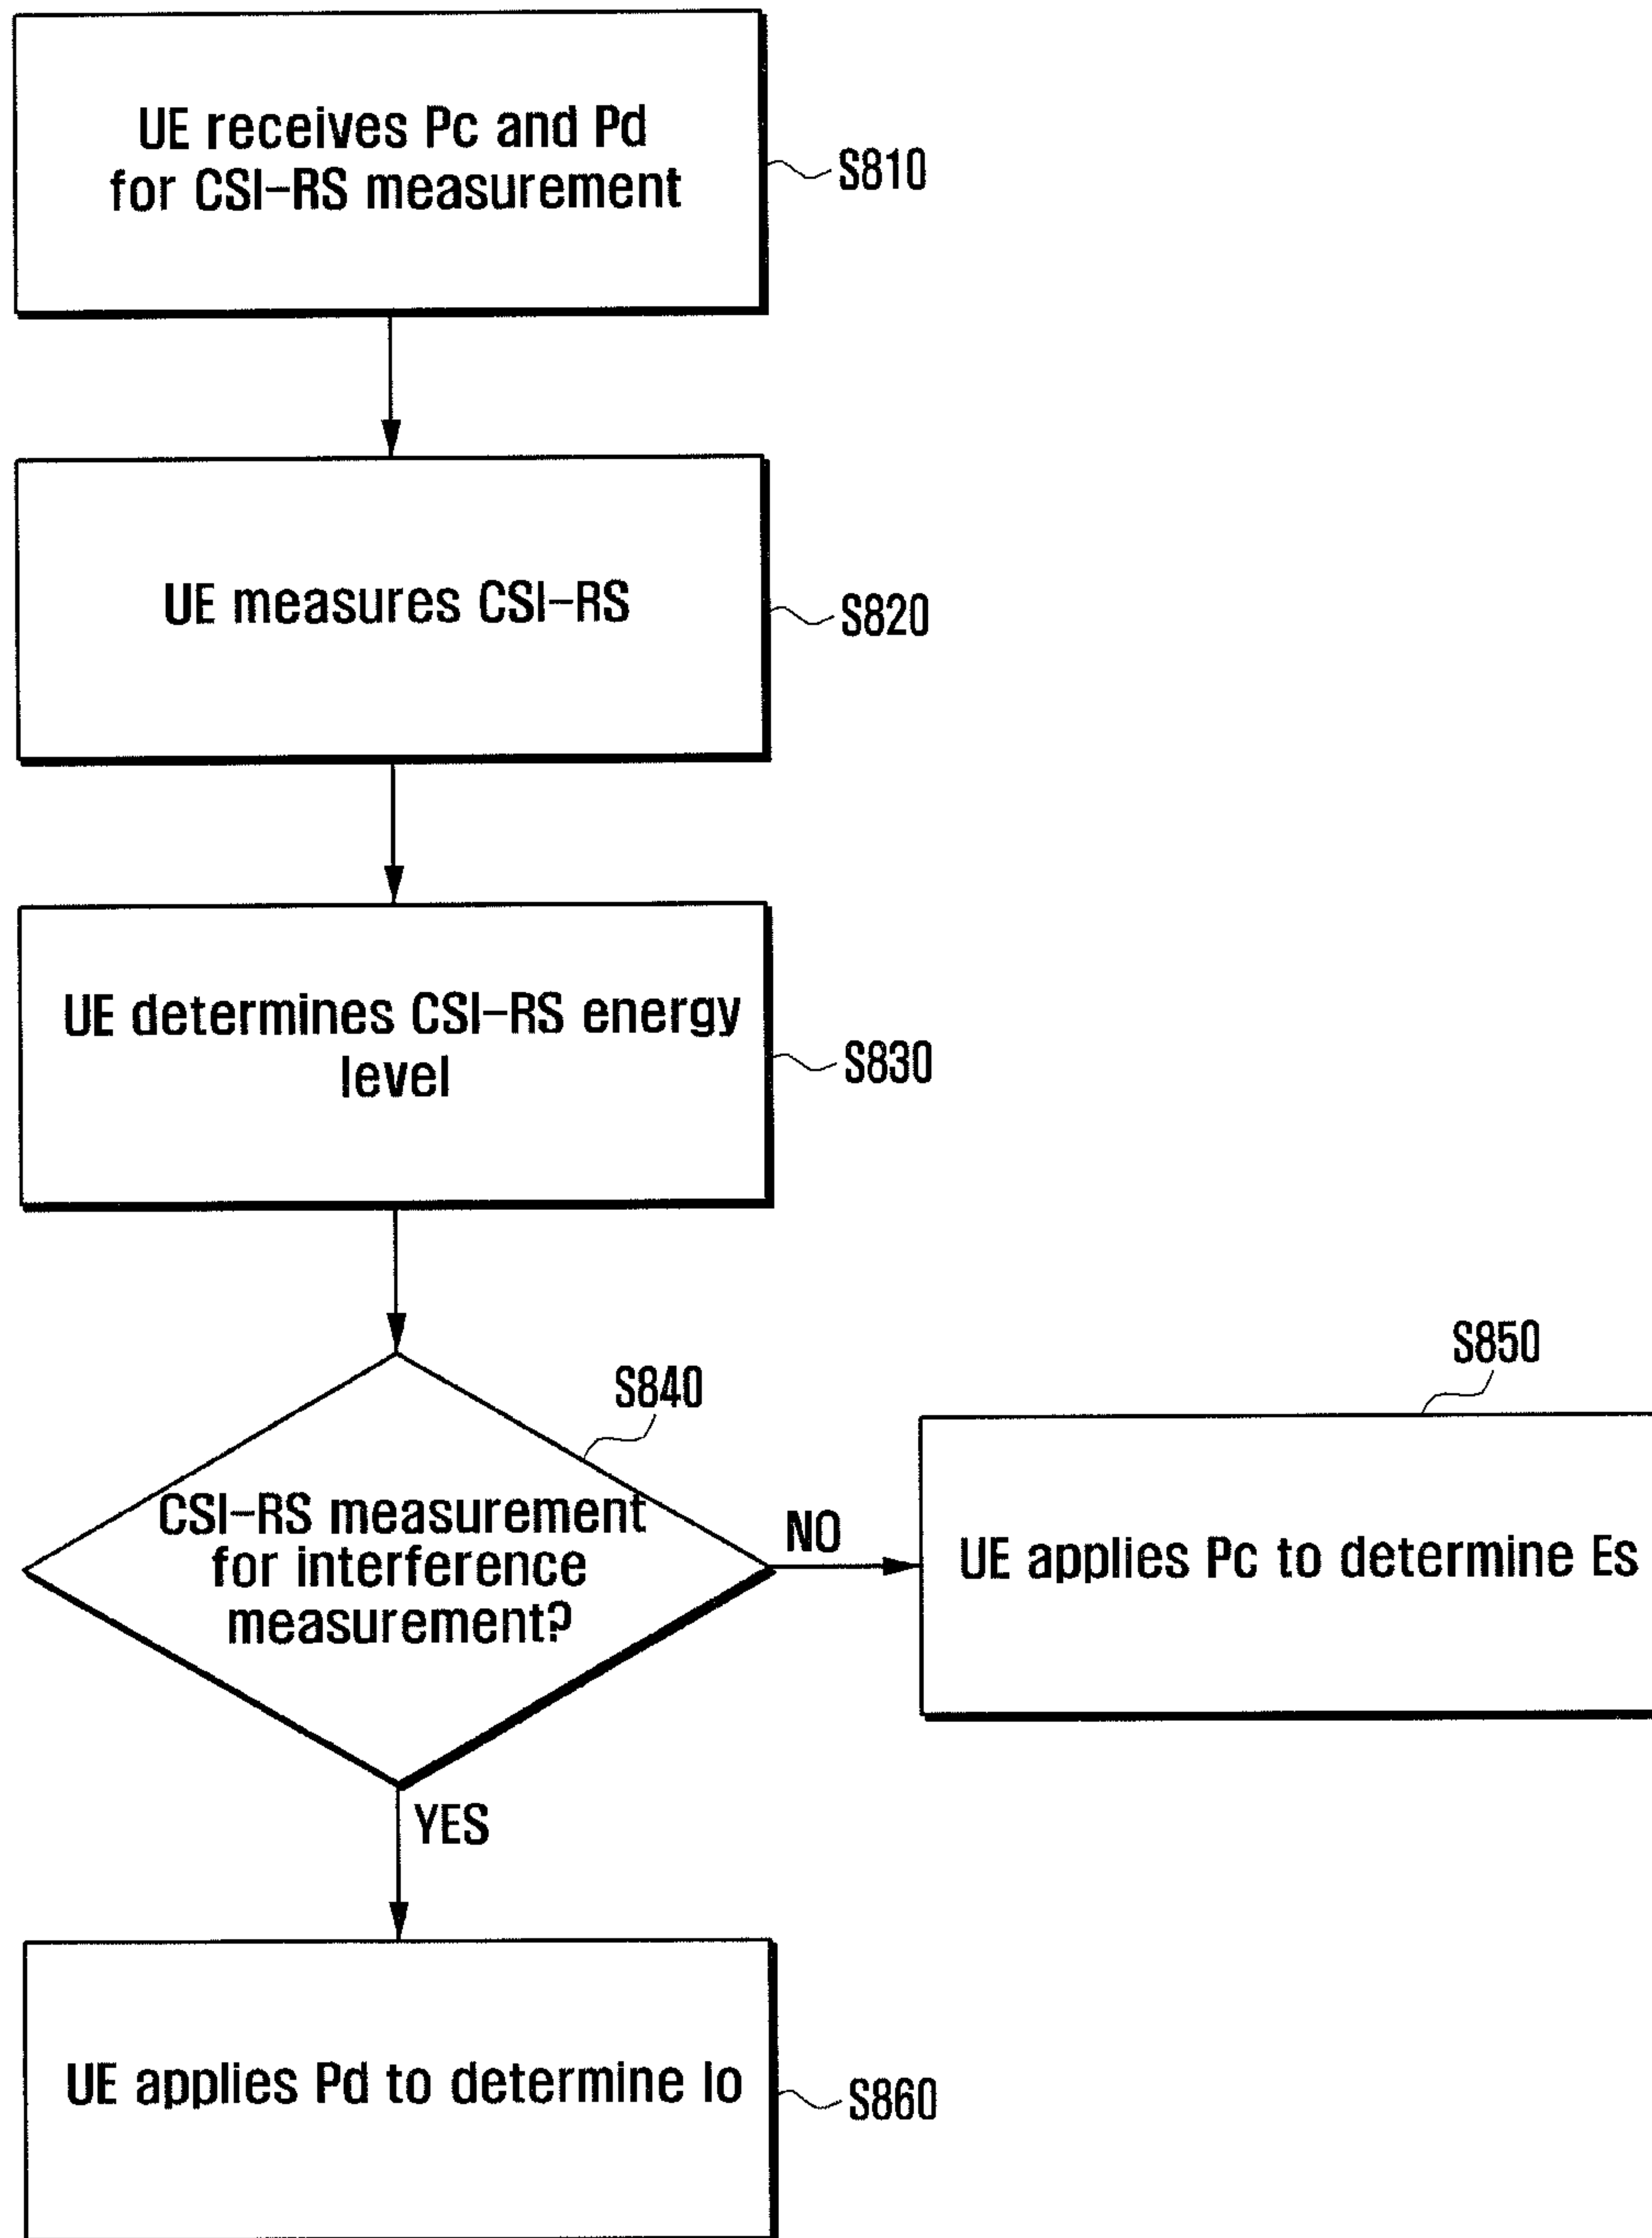 UE receives Pc and Pd
for CSI-RS measurement
S810
UE measures CSI-RS
S820
UE determines CSI-RS energy
level
S830
S840
CSI-RS measurement
for interference
measurement?
NO
S850
UE applies Pc to determine Es
YES
UE applies Pd to determine Io
S860